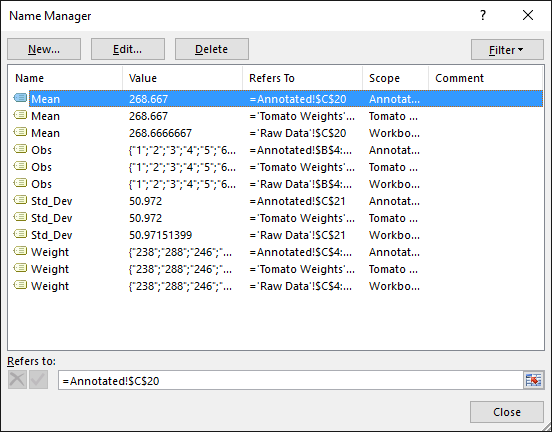 Name Manager ? ×
New... Edit... Delete Filter
Name Value Refers To Scope Comment
Mean 268.667 =Annotated!$C$20 Annotat...
Mean 268.667 ='Tomato Weights'... Tomato ...
Mean 268.6666667 ='Raw Data'!$C$20 Workbo...
Obs {"1";"2";"3";"4";"5";"6... =Annotated!$B$4:... Annotat...
Obs {"1";"2";"3";"4";"5";"6... ='Tomato Weights'... Tomato ...
Obs {"1";"2";"3";"4";"5";"6... ='Raw Data'!$B$4:... Workbo...
Std_Dev 50.972 =Annotated!$C$21 Annotat...
Std_Dev 50.972 ='Tomato Weights'... Tomato ...
Std_Dev 50.97151399 ='Raw Data'!$C$21 Workbo...
Weight {"238";"288";"246";"... =Annotated!$C$4:... Annotat...
Weight {"238";"288";"246";"... ='Tomato Weights'... Tomato ...
Weight {"238";"288";"246";"... ='Raw Data'!$C$4:... Workbo...
Refers to:
=Annotated!$C$20
Close